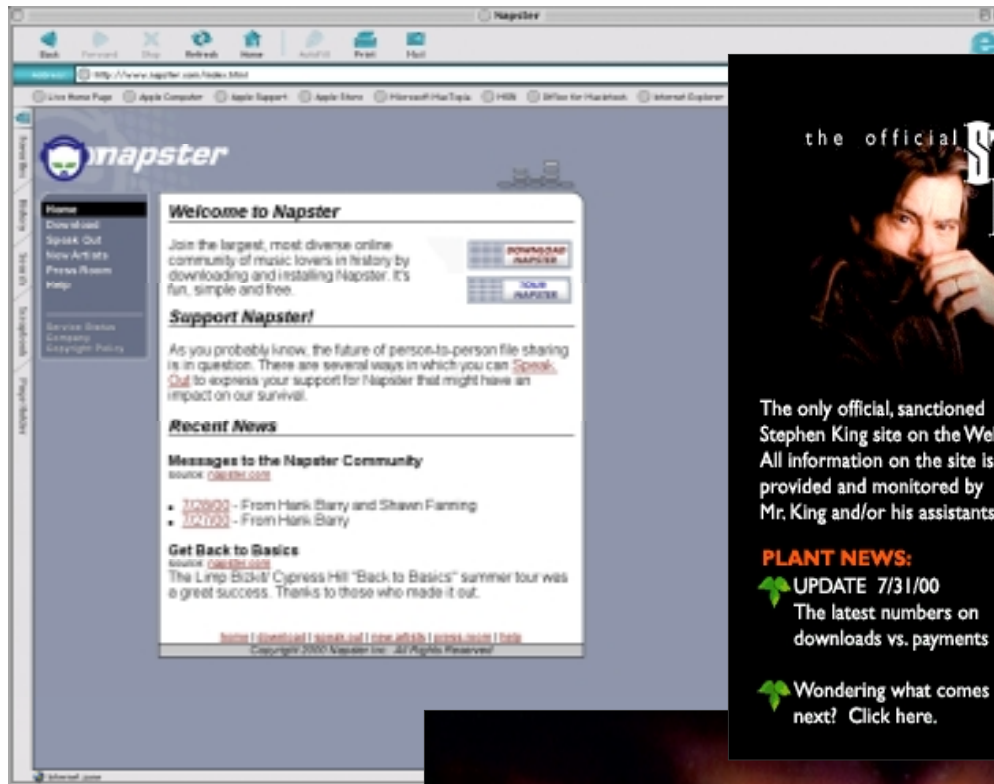 Napster
Back Forward Stop Refresh Home AutoFill Print Mail
Address http://www.napster.com/index.html
Live Home Page Apple Computer Apple Support Apple Store Microsoft MacTopia MSN Office for Macintosh Internet Explorer
Favorites
History
Search
Scrapbook
Page Holder
napster
Home
Download
Speak Out
New Artists
Press Room
Help
Service Status
Company
Copyright Policy
Welcome to Napster
Join the largest, most diverse online
community of music lovers in history by
downloading and installing Napster. It's
fun, simple and free.
DOWNLOAD
NAPSTER
TOUR
NAPSTER
Support Napster!
As you probably know, the future of person-to-person file sharing
is in question. There are several ways in which you can Speak
Out to express your support for Napster that might have an
impact on our survival.
Recent News
Messages to the Napster Community
source: napster.com
7/28/00 - From Hank Barry and Shawn Fanning
7/27/00 - From Hank Barry
Get Back to Basics
source: napster.com
The Limp Bizkit/ Cypress Hill "Back to Basics" summer tour was
a great success. Thanks to those who made it out.
home | download | speak out | new artists | press room | help
Copyright 2000 Napster Inc. All Rights Reserved
Internet zone
the official
The only official, sanctioned
Stephen King site on the We
All information on the site is
provided and monitored by
Mr. King and/or his assistants
PLANT NEWS:
UPDATE 7/31/00
The latest numbers on
downloads vs. payments
Wondering what comes
next? Click here.